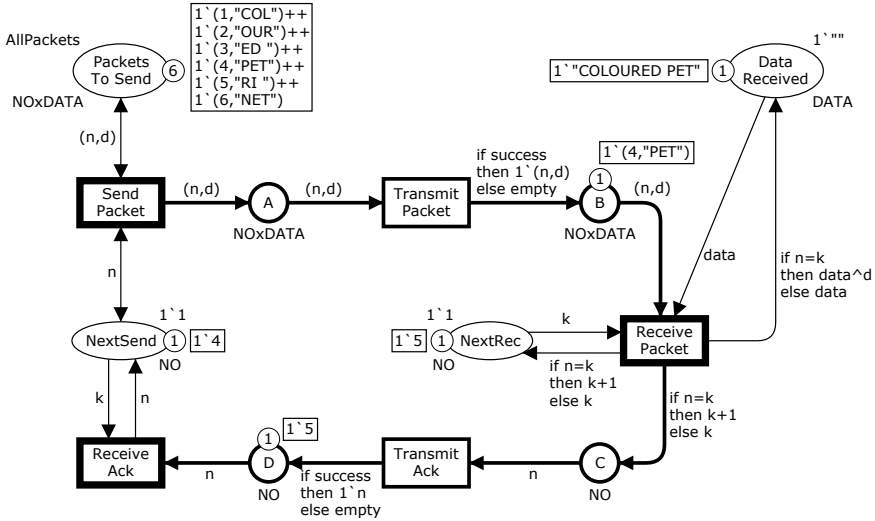 AllPackets
Packets
To Send
6
NOxDATA
1`(1,"COL")++
1`(2,"OUR")++
1`(3,"ED ")++
1`(4,"PET")++
1`(5,"RI ")++
1`(6,"NET")
1`""
1`"COLOURED PET"
1
Data
Received
DATA
(n,d)
Send
Packet
(n,d)
A
NOxDATA
(n,d)
Transmit
Packet
if success
then 1`(n,d)
else empty
1`(4,"PET")
1
B
NOxDATA
(n,d)
n
data
if n=k
then data^d
else data
1`1
NextSend
1
1`4
NO
1`1
1`5
1
NextRec
NO
k
if n=k
then k+1
else k
Receive
Packet
if n=k
then k+1
else k
k
n
Receive
Ack
n
1`5
1
D
NO
if success
then 1`n
else empty
Transmit
Ack
n
C
NO